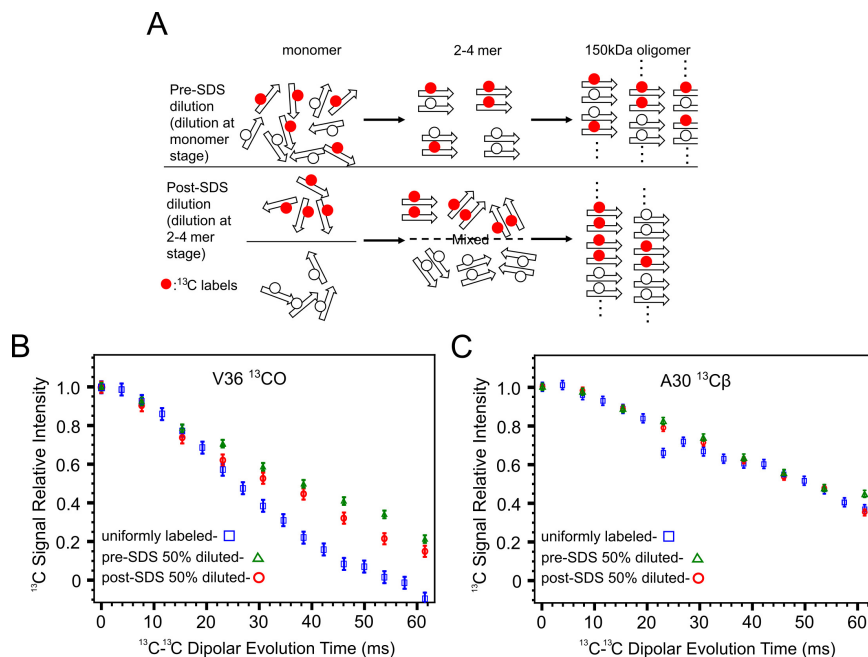 A
monomer
2-4 mer
150kDa oligomer
Pre-SDS
dilution
(dilution at
monomer
stage)
Post-SDS
dilution
(dilution at
2-4 mer
stage)
Mixed
:¹³C labels
B
V36 ¹³CO
¹³C Signal Relative Intensity
1.0
0.8
0.6
0.4
0.2
0
uniformly labeled-
pre-SDS 50% diluted-
post-SDS 50% diluted-
0 10 20 30 40 50 60
¹³C-¹³C Dipolar Evolution Time (ms)
C
A30 ¹³Cβ
¹³C Signal Relative Intensity
1.0
0.8
0.6
0.4
0.2
0
uniformly labeled-
pre-SDS 50% diluted-
post-SDS 50% diluted-
0 10 20 30 40 50 60
¹³C-¹³C Dipolar Evolution Time (ms)